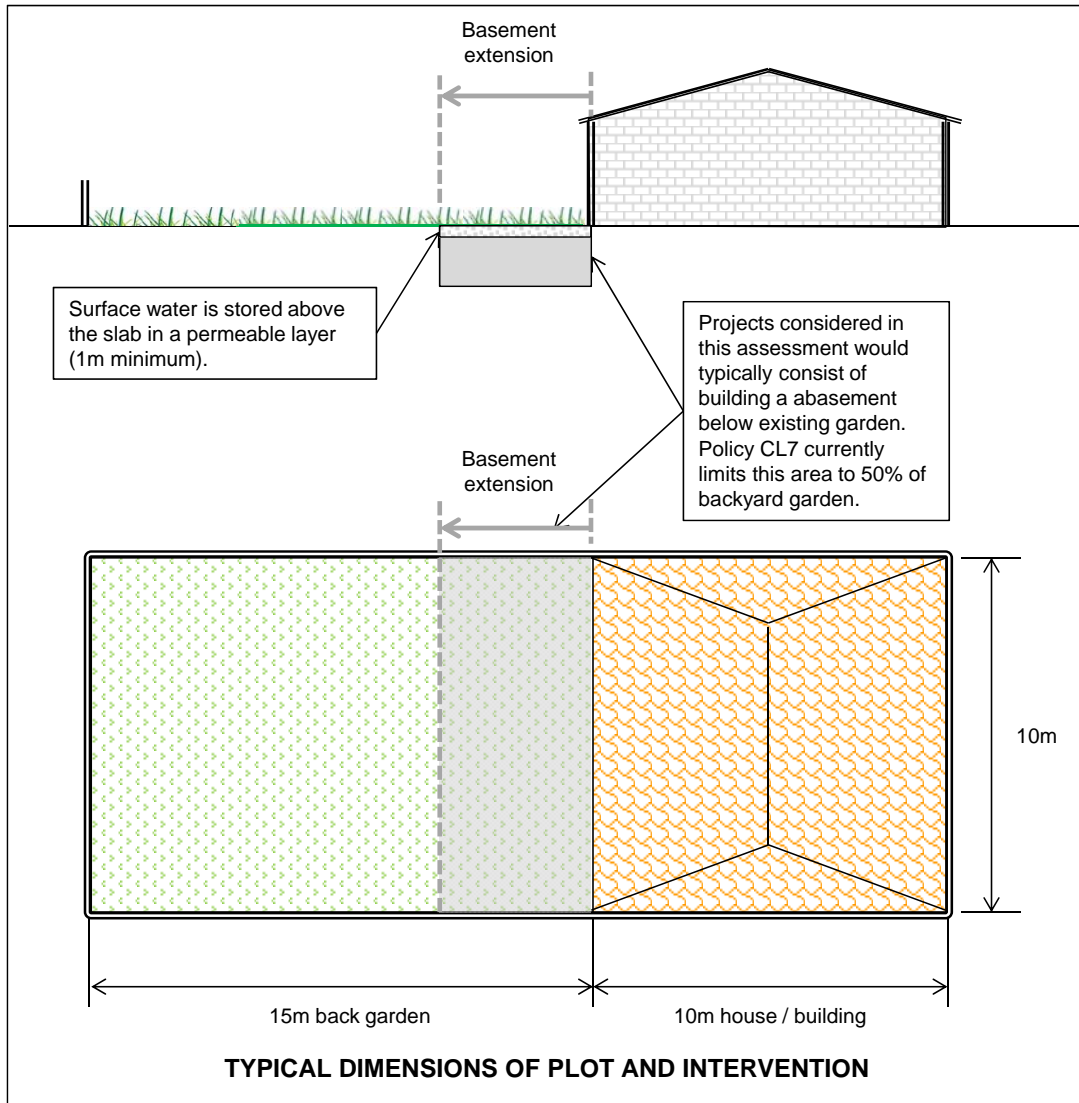 Basement
extension
Surface water is stored above
the slab in a permeable layer
(1m minimum).
Projects considered in
this assessment would
typically consist of
building a abasement
below existing garden.
Policy CL7 currently
limits this area to 50% of
backyard garden.
Basement
extension
10m
15m back garden
10m house / building
TYPICAL DIMENSIONS OF PLOT AND INTERVENTION